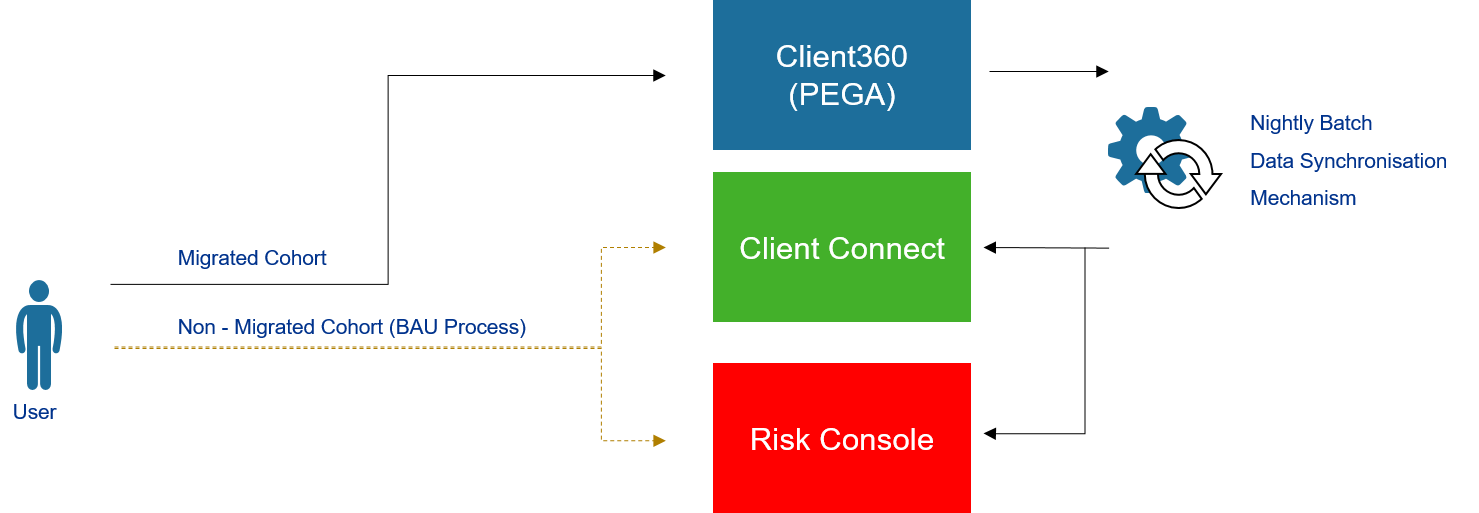 Client360
(PEGA)
Nightly Batch
Data Synchronisation
Mechanism
Client Connect
Migrated Cohort
Non - Migrated Cohort (BAU Process)
User
Risk Console